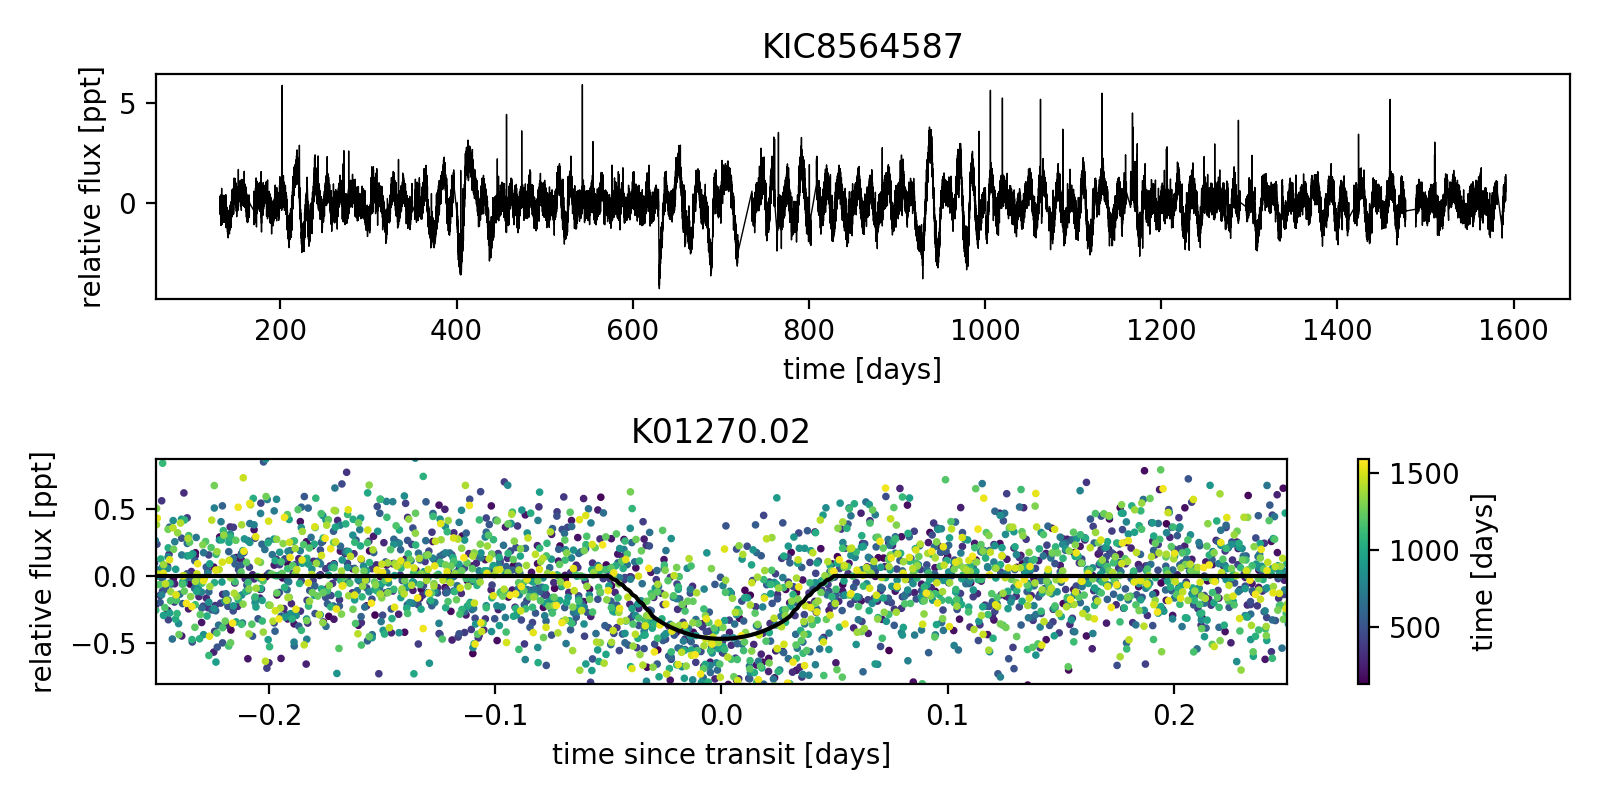 KIC8564587
relative flux [ppt]
5
0
200 400 600 800 1000 1200 1400 1600
time [days]
K01270.02
relative flux [ppt]
0.5
0.0
−0.5
−0.2 −0.1 0.0 0.1 0.2
time since transit [days]
1500
1000
500
time [days]